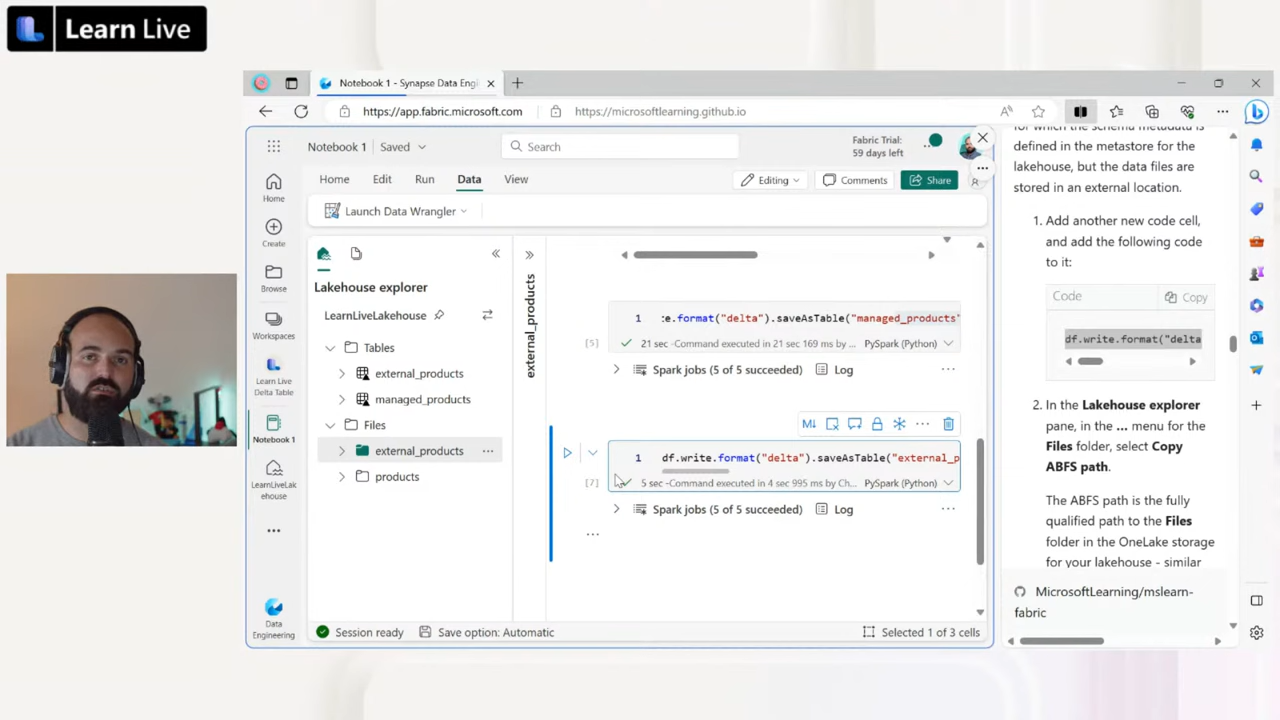 Learn Live
Notebook 1 - Synapse Data Engi
https://app.fabric.microsoft.com
https://microsoftlearning.github.io
Notebook 1 Saved
Search
Fabric Trial:
59 days left
Home Edit Run Data View
Editing
Comments
Share
Launch Data Wrangler
Home
Create
Browse
Workspaces
Learn Live
Delta Table
Notebook 1
LearnLiveLa
kehouse
Data
Engineering
Lakehouse explorer
LearnLiveLakehouse
Tables
external_products
managed_products
Files
external_products
products
external_products
1 e.format("delta").saveAsTable("managed_products"
[5] 21 sec -Command executed in 21 sec 169 ms by ... PySpark (Python)
Spark jobs (5 of 5 succeeded) Log
M↓
1 df.write.format("delta").saveAsTable("external_p
[7] 5 sec -Command executed in 4 sec 995 ms by Ch... PySpark (Python)
Spark jobs (5 of 5 succeeded) Log
Session ready
Save option: Automatic
Selected 1 of 3 cells
for which the schema metadata is
defined in the metastore for the
lakehouse, but the data files are
stored in an external location.
1. Add another new code cell,
and add the following code
to it:
Code Copy
df.write.format("delta
2. In the Lakehouse explorer
pane, in the ... menu for the
Files folder, select Copy
ABFS path.
The ABFS path is the fully
qualified path to the Files
folder in the OneLake storage
for your lakehouse - similar
MicrosoftLearning/mslearn-
fabric